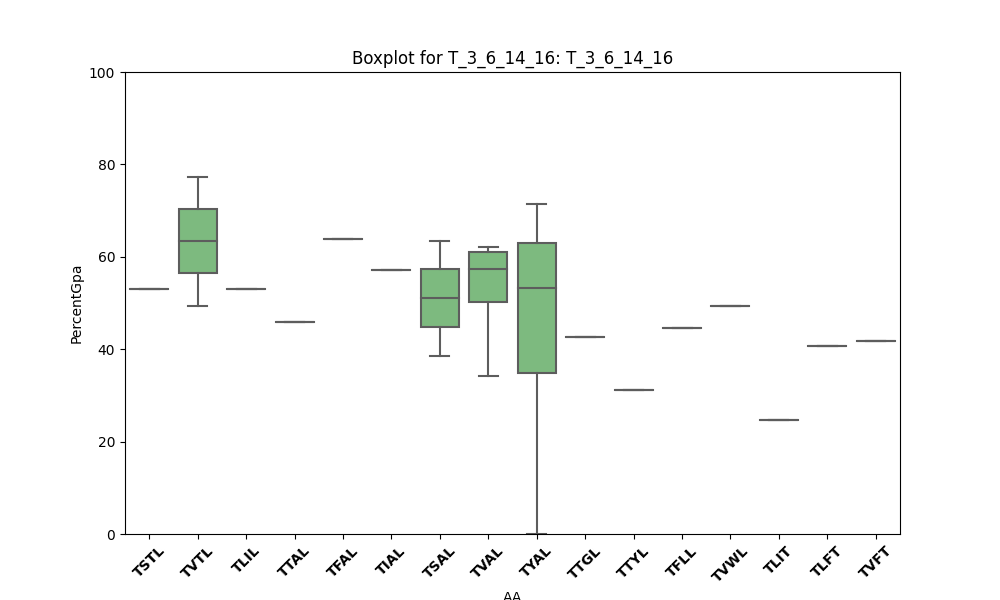 Boxplot for T_3_6_14_16: T_3_6_14_16
100
80
60
40
20
0
PercentGpa
TSTL
TVTL
TLIL
TTAL
TFAL
TIAL
TSAL
TVAL
TYAL
TTGL
TTYL
TFLL
TVWL
TLIT
TLFT
TVFT
AA